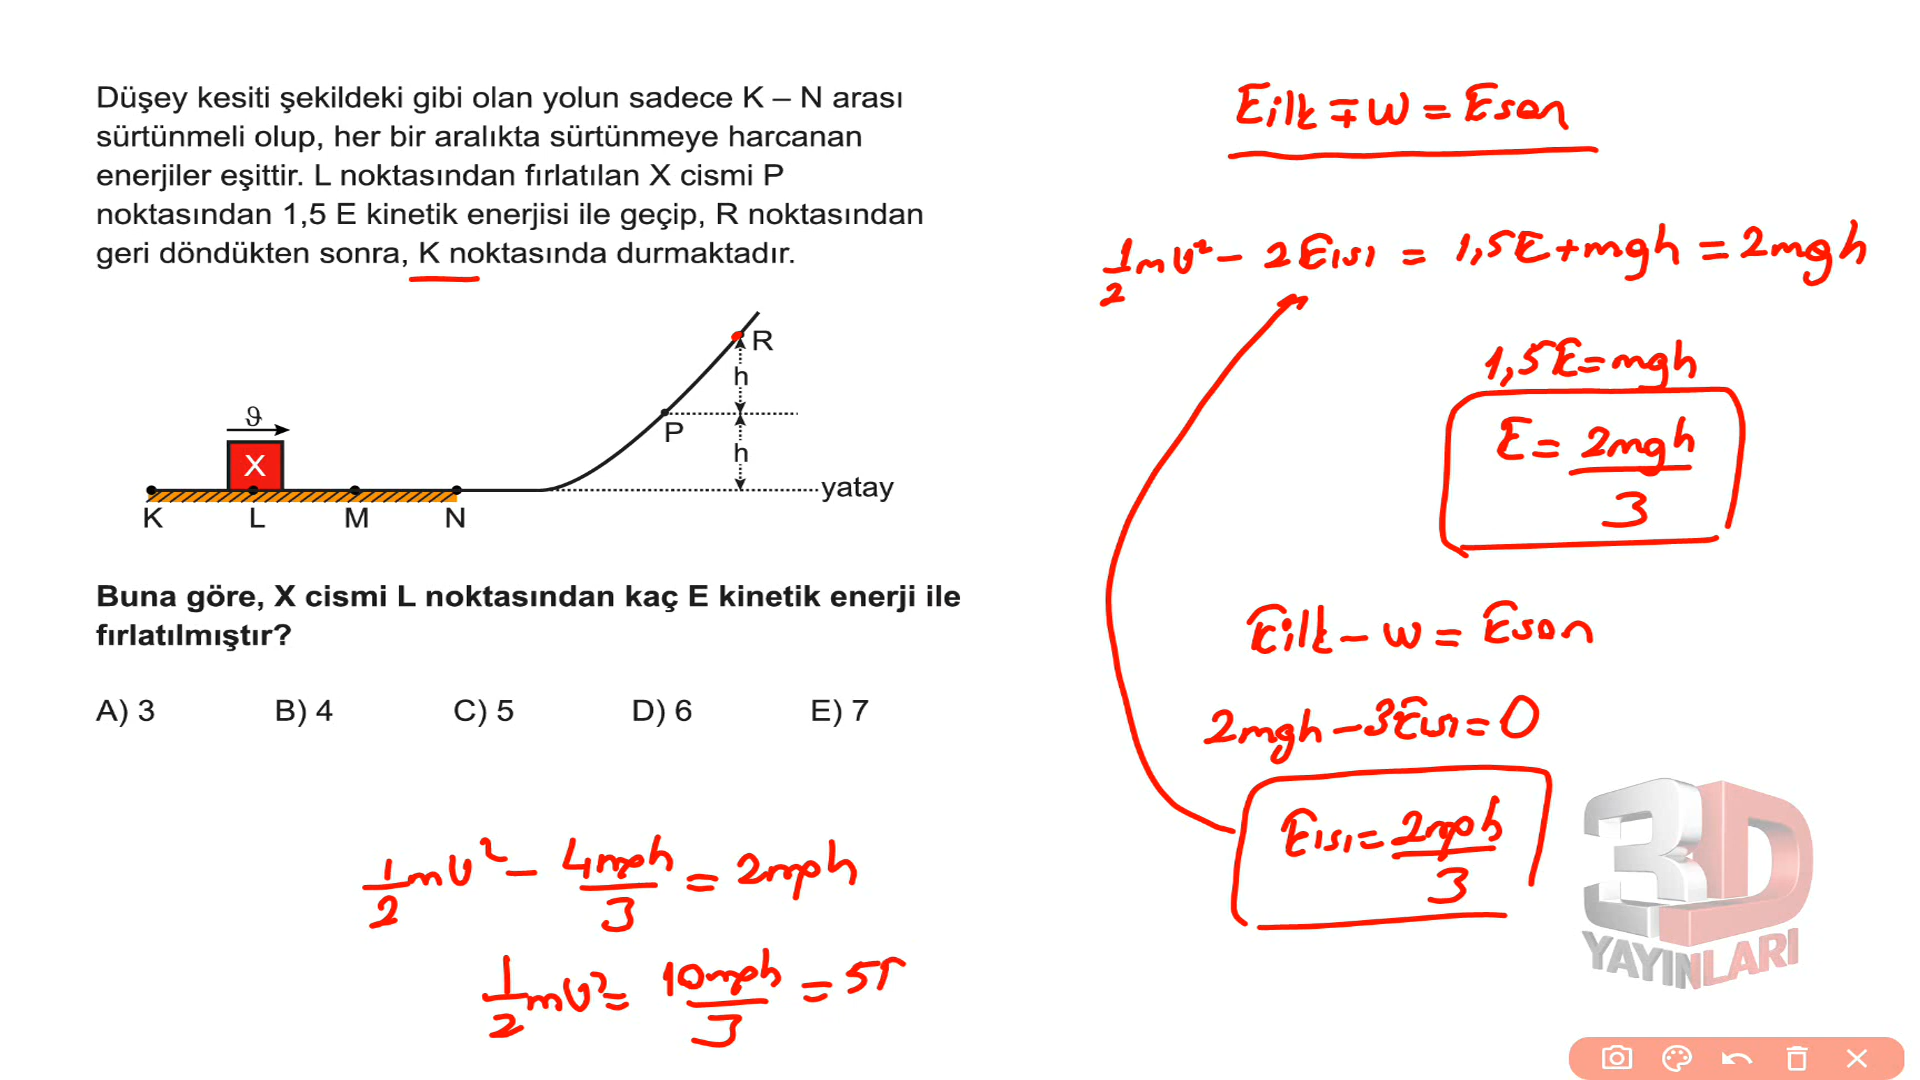 Düşey kesiti şekildeki gibi olan yolun sadece K – N arası
sürtünmeli olup, her bir aralıkta sürtünmeye harcanan
enerjiler eşittir. L noktasından fırlatılan X cismi P
noktasından 1,5 E kinetik enerjisi ile geçip, R noktasından
geri döndükten sonra, K noktasında durmaktadır.
R
h
ϑ
P
h
X
yatay
K L M N
Buna göre, X cismi L noktasından kaç E kinetik enerji ile
fırlatılmıştır?
A) 3 B) 4 C) 5 D) 6 E) 7
1/2 mv² – 4mgh/3 = 2mgh
1/2 mv² = 10mgh/3 = 5
Eilk ∓ W = Eson
1/2 mv² – 2Eısı = 1,5E + mgh = 2mgh
1,5E = mgh
E = 2mgh/3
Eilk – W = Eson
2mgh – 3Eısı = 0
Eısı = 2mgh/3
3D
YAYINLARI